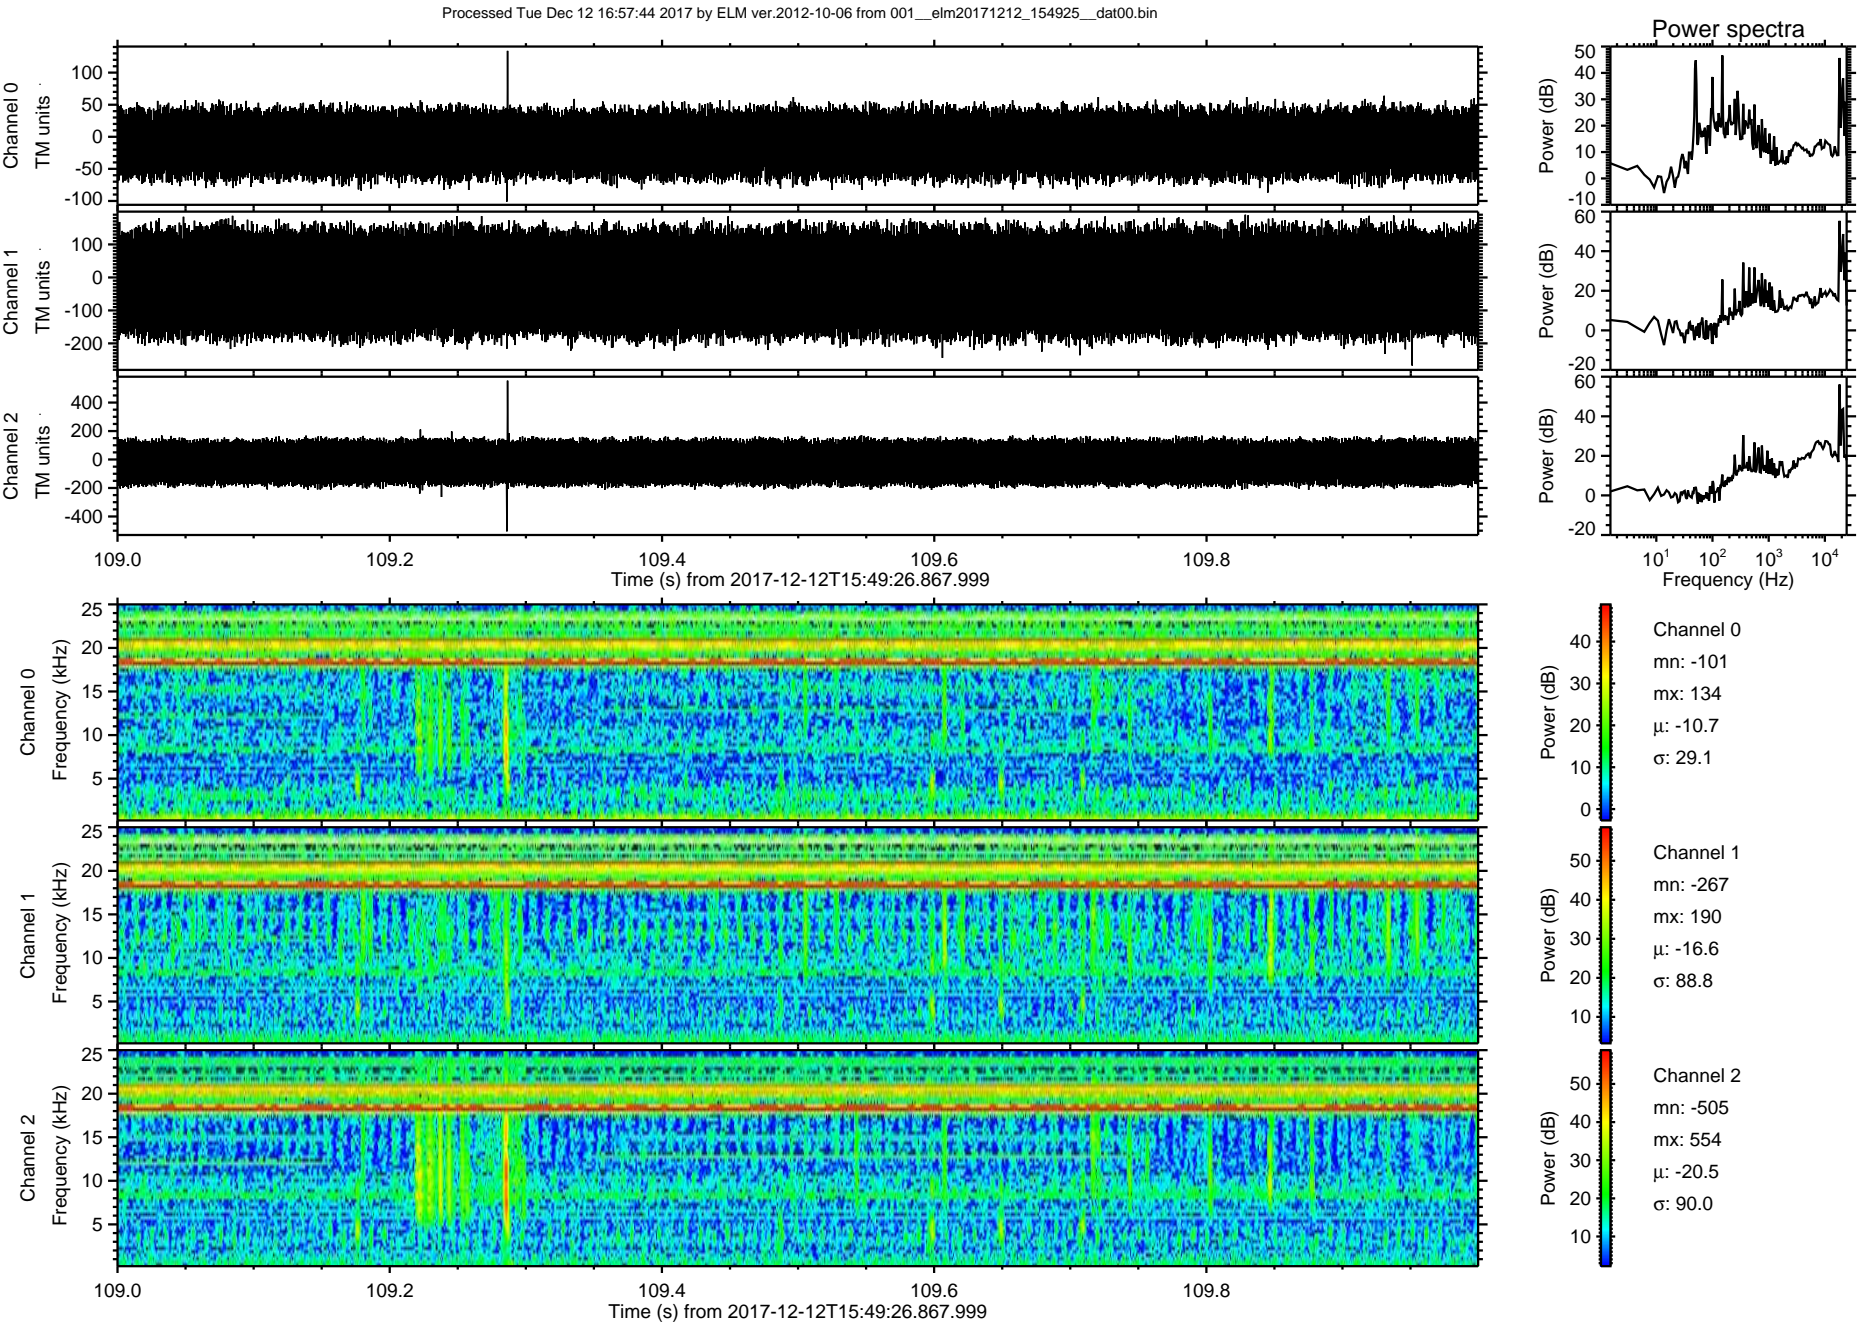 Processed Tue Dec 12 16:57:44 2017 by ELM ver.2012-10-06 from 001__elm20171212_154925__dat00.bin
Power spectra
Channel 0
TM units
100
50
0
-50
-100
Power (dB)
50
40
30
20
10
0
-10
Channel 1
TM units
100
0
-100
-200
Power (dB)
60
40
20
0
-20
Channel 2
TM units
400
200
0
-200
-400
Power (dB)
60
40
20
0
-20
109.0 109.2 109.4 109.6 109.8
Time (s) from 2017-12-12T15:49:26.867.999
10^1 10^2 10^3 10^4
Frequency (Hz)
Channel 0
Frequency (kHz)
25
20
15
10
5
Power (dB)
40
30
20
10
0
Channel 0
mn: -101
mx: 134
μ: -10.7
σ: 29.1
Channel 1
Frequency (kHz)
25
20
15
10
5
Power (dB)
50
40
30
20
10
Channel 1
mn: -267
mx: 190
μ: -16.6
σ: 88.8
Channel 2
Frequency (kHz)
25
20
15
10
5
Power (dB)
50
40
30
20
10
Channel 2
mn: -505
mx: 554
μ: -20.5
σ: 90.0
109.0 109.2 109.4 109.6 109.8
Time (s) from 2017-12-12T15:49:26.867.999